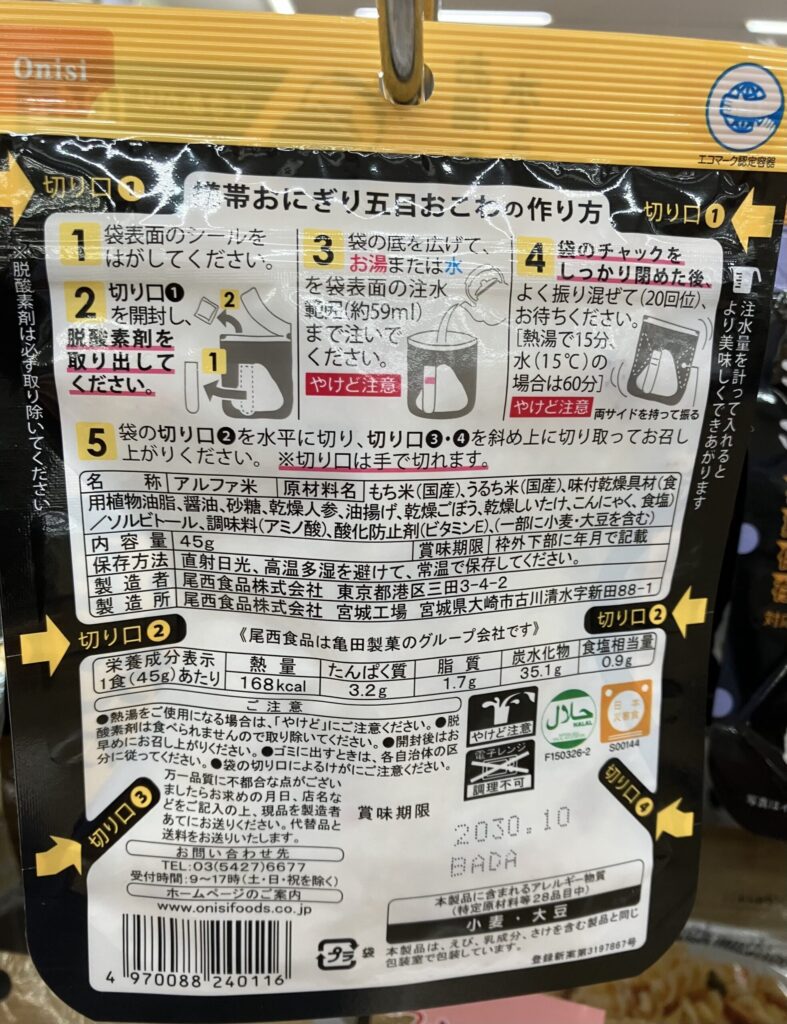 Onisi
エコマーク認定容器
切り口❶
携帯おにぎり五目おこわの作り方
切り口❶
※脱酸素剤は必ず取り除いてください
1 袋表面のシールを
はがしてください。
2 切り口❶
を開封し、
脱酸素剤を
取り出して
ください。
2
1
3 袋の底を広げて、
お湯または水
を袋表面の注水
範囲(約59ml)
まで注いで
ください。
やけど注意
4 袋のチャックを
しっかり閉めた後、
よく振り混ぜて(20回位)、
お待ちください。
[熱湯で15分、
水(15℃)の
場合は60分]
やけど注意
両サイドを持って振る
注水量を計って入れると
より美味しくできあがります
5 袋の切り口❷を水平に切り、切り口❸・❹を斜め上に切り取ってお召し
上がりください。 ※切り口は手で切れます。
名称 アルファ米 原材料名 もち米(国産)、うるち米(国産)、味付乾燥具材(食
用植物油脂、醤油、砂糖、乾燥人参、油揚げ、乾燥ごぼう、乾燥しいたけ、こんにゃく、食塩)
/ソルビトール、調味料(アミノ酸)、酸化防止剤(ビタミンE)、(一部に小麦・大豆を含む)
内容量 45g 賞味期限 枠外下部に年月で記載
保存方法 直射日光、高温多湿を避けて、常温で保存してください。
製造者 尾西食品株式会社 東京都港区三田3-4-2
製造所 尾西食品株式会社 宮城工場 宮城県大崎市古川清水字新田88-1
切り口❷
《尾西食品は亀田製菓のグループ会社です》
切り口❷
栄養成分表示 熱量 たんぱく質 脂質 炭水化物 食塩相当量
1食(45g)あたり 168kcal 3.2g 1.7g 35.1g 0.9g
ご注意
●熱湯をご使用になる場合は、「やけど」にご注意ください。●脱
酸素剤は食べられませんので取り除いてください。●開封後はお
早めにお召し上がりください。●ゴミに出すときは、各自治体の区
分に従ってください。●袋の切り口によるけがにご注意ください。
やけど注意
電子レンジ
調理不可
حلال
HALAL
F150326-2
日本
災害食
S00144
切り口❸
万一品質に不都合な点がござい
ましたらお求めの月日、店名な
どをご記入の上、現品を製造者
あてにお送りください。代替品と
送料をお送りいたします。
切り口❹
賞味期限
2030.10
BADA
お問い合わせ先
TEL:03(5427)6677
受付時間:9〜17時(土・日・祝を除く)
ホームページのご案内
www.onisifoods.co.jp
本製品に含まれるアレルギー物質
(特定原材料等28品目中)
小麦・大豆
本製品は、えび、乳成分、さけを含む製品と同じ
包装室で包装しています。
登録新案第3197867号
プラ 袋
4 970088 240116